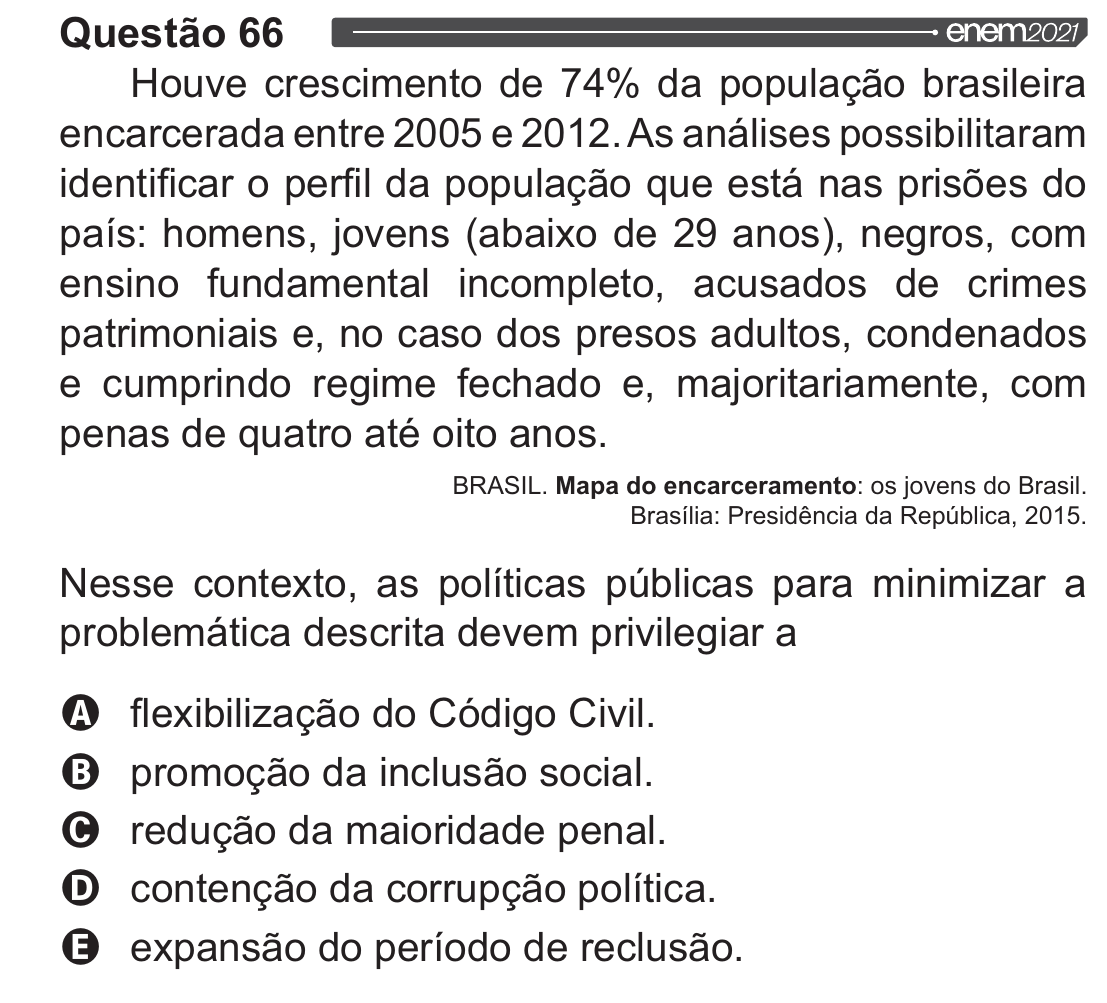 Questão 66
enem2021
Houve crescimento de 74% da população brasileira
encarcerada entre 2005 e 2012. As análises possibilitaram
identificar o perfil da população que está nas prisões do
país: homens, jovens (abaixo de 29 anos), negros, com
ensino fundamental incompleto, acusados de crimes
patrimoniais e, no caso dos presos adultos, condenados
e cumprindo regime fechado e, majoritariamente, com
penas de quatro até oito anos.
BRASIL. Mapa do encarceramento: os jovens do Brasil.
Brasília: Presidência da República, 2015.
Nesse contexto, as políticas públicas para minimizar a
problemática descrita devem privilegiar a
A flexibilização do Código Civil.
B promoção da inclusão social.
C redução da maioridade penal.
D contenção da corrupção política.
E expansão do período de reclusão.